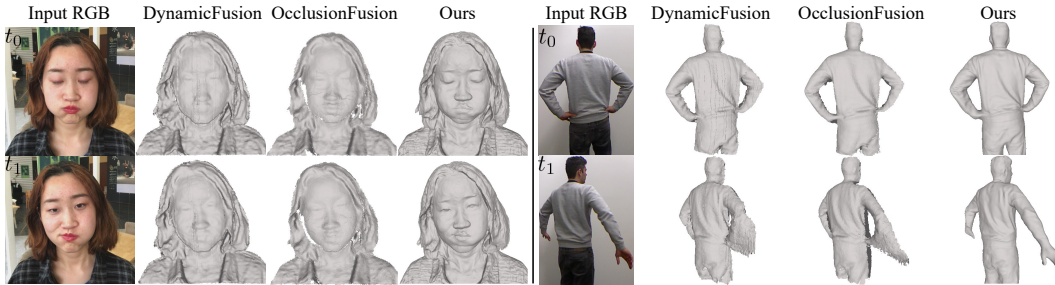 Input RGB DynamicFusion OcclusionFusion Ours Input RGB DynamicFusion OcclusionFusion Ours
t0 t0
t1 t1